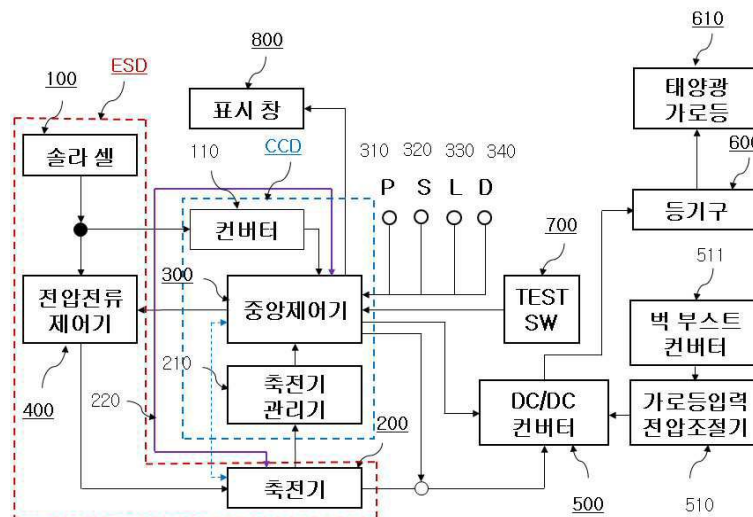 610
800
ESD
100
태양광
가로등
표시 창
110
CCD
310
320
330
340
600
솔라 셀
P
S
L
D
컨버터
등기구
700
300
511
전압전류
제어기
중앙제어기
TEST
SW
벅 부스트
컨버터
210
400
축전기
관리기
220
DC/DC
컨버터
가로등입력
전압조절기
200
축전기
500
510